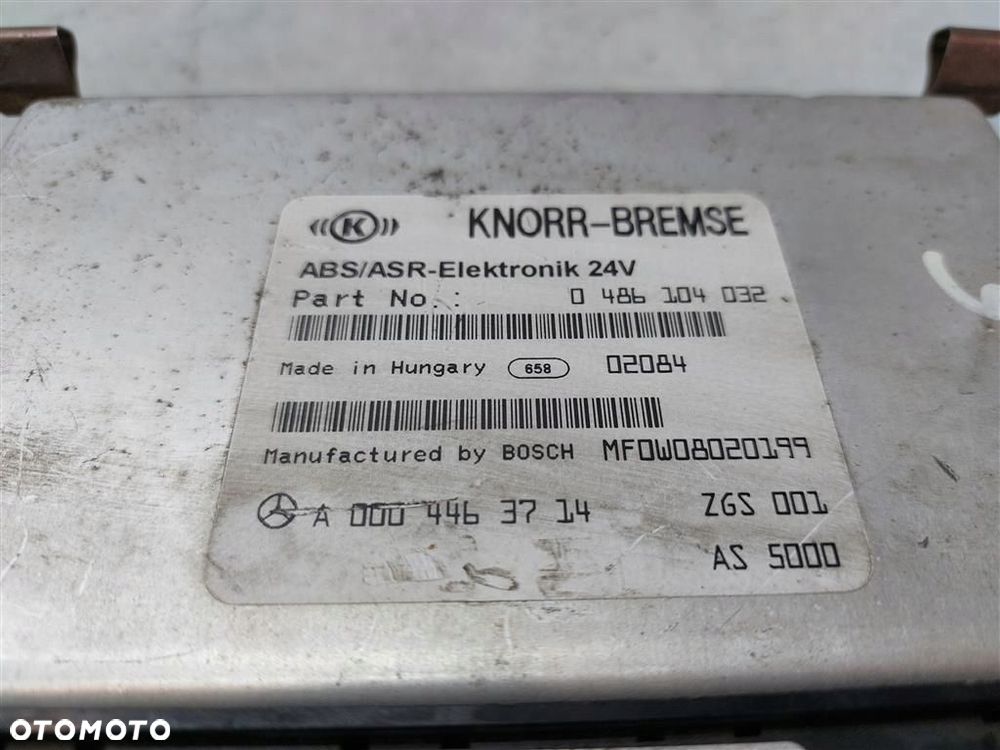 K KNORR-BREMSE
ABS/ASR-Elektronik 24V
Part No.: 0 486 104 032
Made in Hungary 658 02084
Manufactured by BOSCH MF0W08020199
A 000 446 37 14 ZGS 001
AS 5000
OTOMOTO